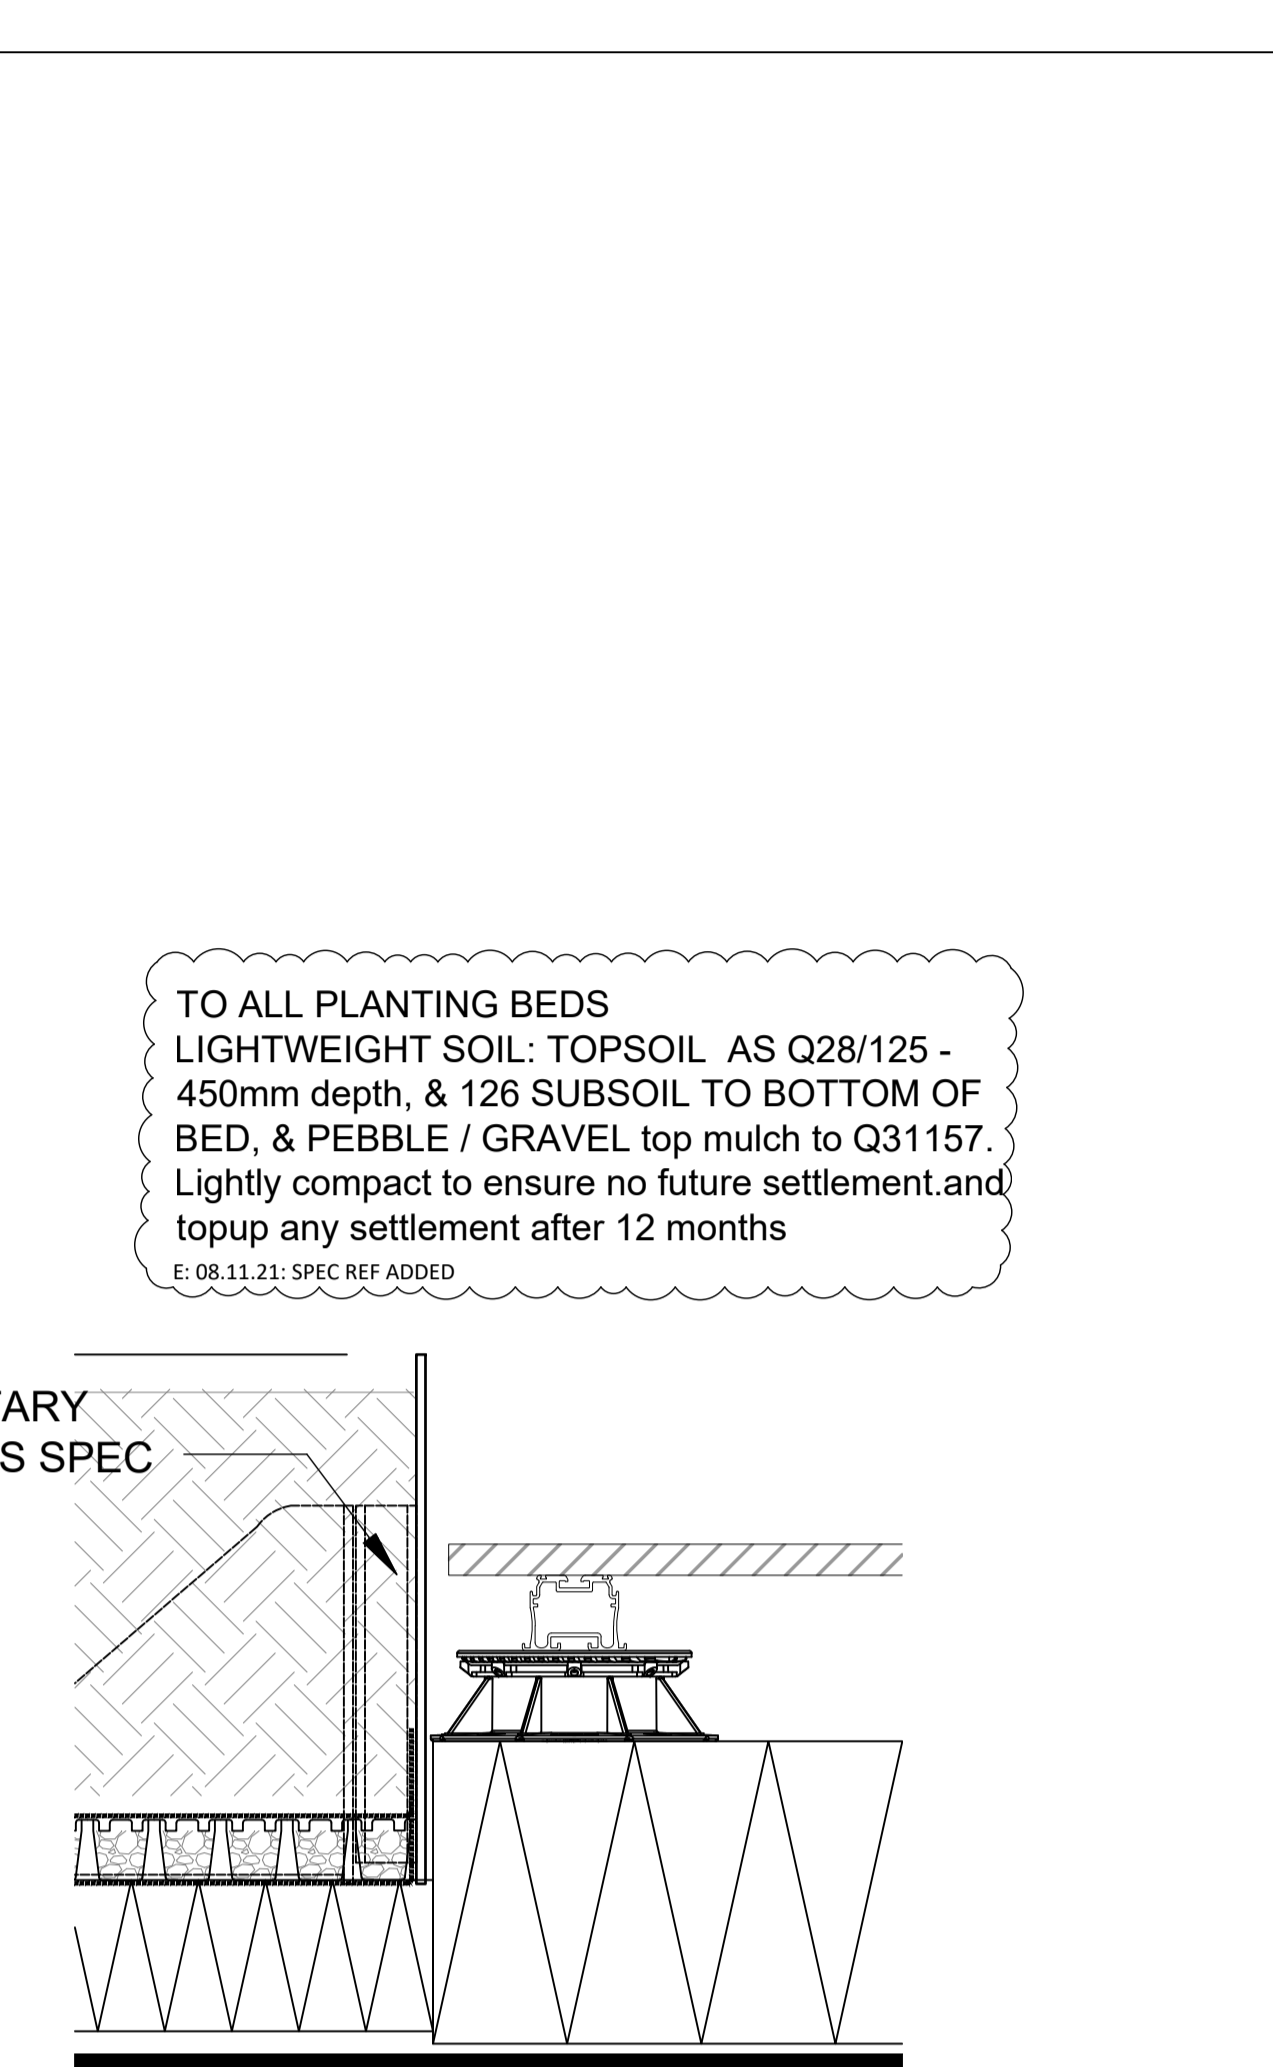 TO ALL PLANTING BEDS
LIGHTWEIGHT SOIL: TOPSOIL  AS Q28/125 -
450mm depth, & 126 SUBSOIL TO BOTTOM OF
BED, & PEBBLE / GRAVEL top mulch to Q31157.
Lightly compact to ensure no future settlement.and
topup any settlement after 12 months
E: 08.11.21: SPEC REF ADDED
TARY
S SPEC